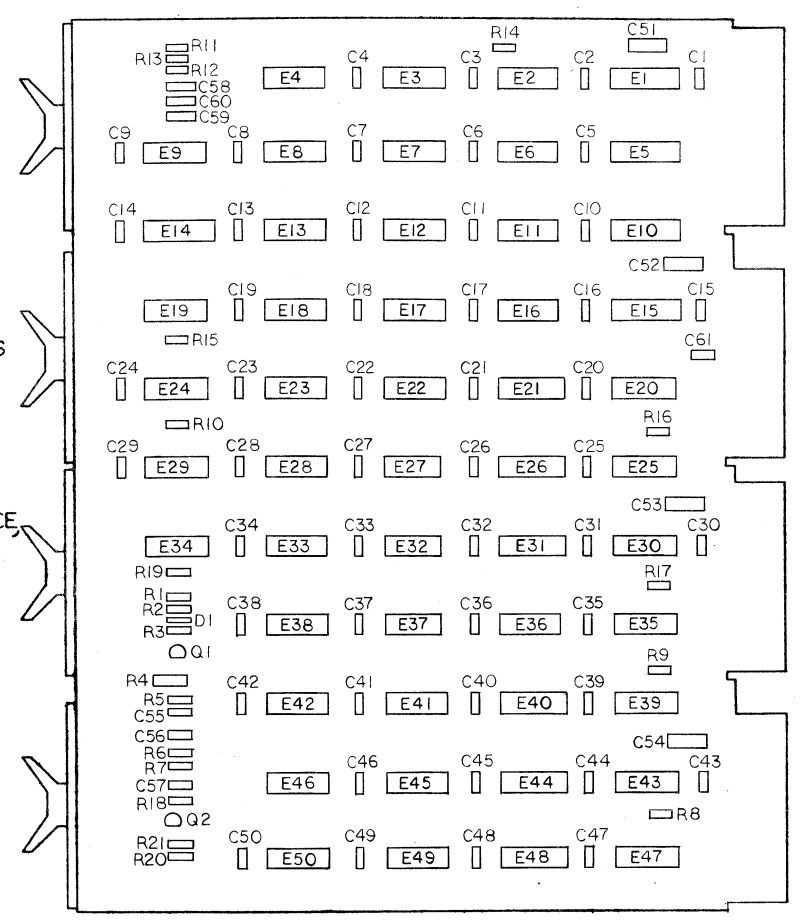 R11
R13
R12
C58
C60
C59
R14
C51
C4 C3 C2 C1
E4 E3 E2 E1
C9 C8 C7 C6 C5
E9 E8 E7 E6 E5
C14 C13 C12 C11 C10
E14 E13 E12 E11 E10
C52
C19 C18 C17 C16 C15
E19 E18 E17 E16 E15
R15
C61
S
C24 C23 C22 C21 C20
E24 E23 E22 E21 E20
R10
R16
C29 C28 C27 C26 C25
E29 E28 E27 E26 E25
C53
CE,
C34 C33 C32 C31 C30
E34 E33 E32 E31 E30
R19
R17
R1
R2
D1
R3
C38 C37 C36 C35
E38 E37 E36 E35
Q1
R9
R4
C42 C41 C40 C39
R5
E42 E41 E40 E39
C55
C56
C54
R6
R7
C46 C45 C44 C43
C57
E46 E45 E44 E43
R18
Q2
R8
R21
R20
C50 C49 C48 C47
E50 E49 E48 E47